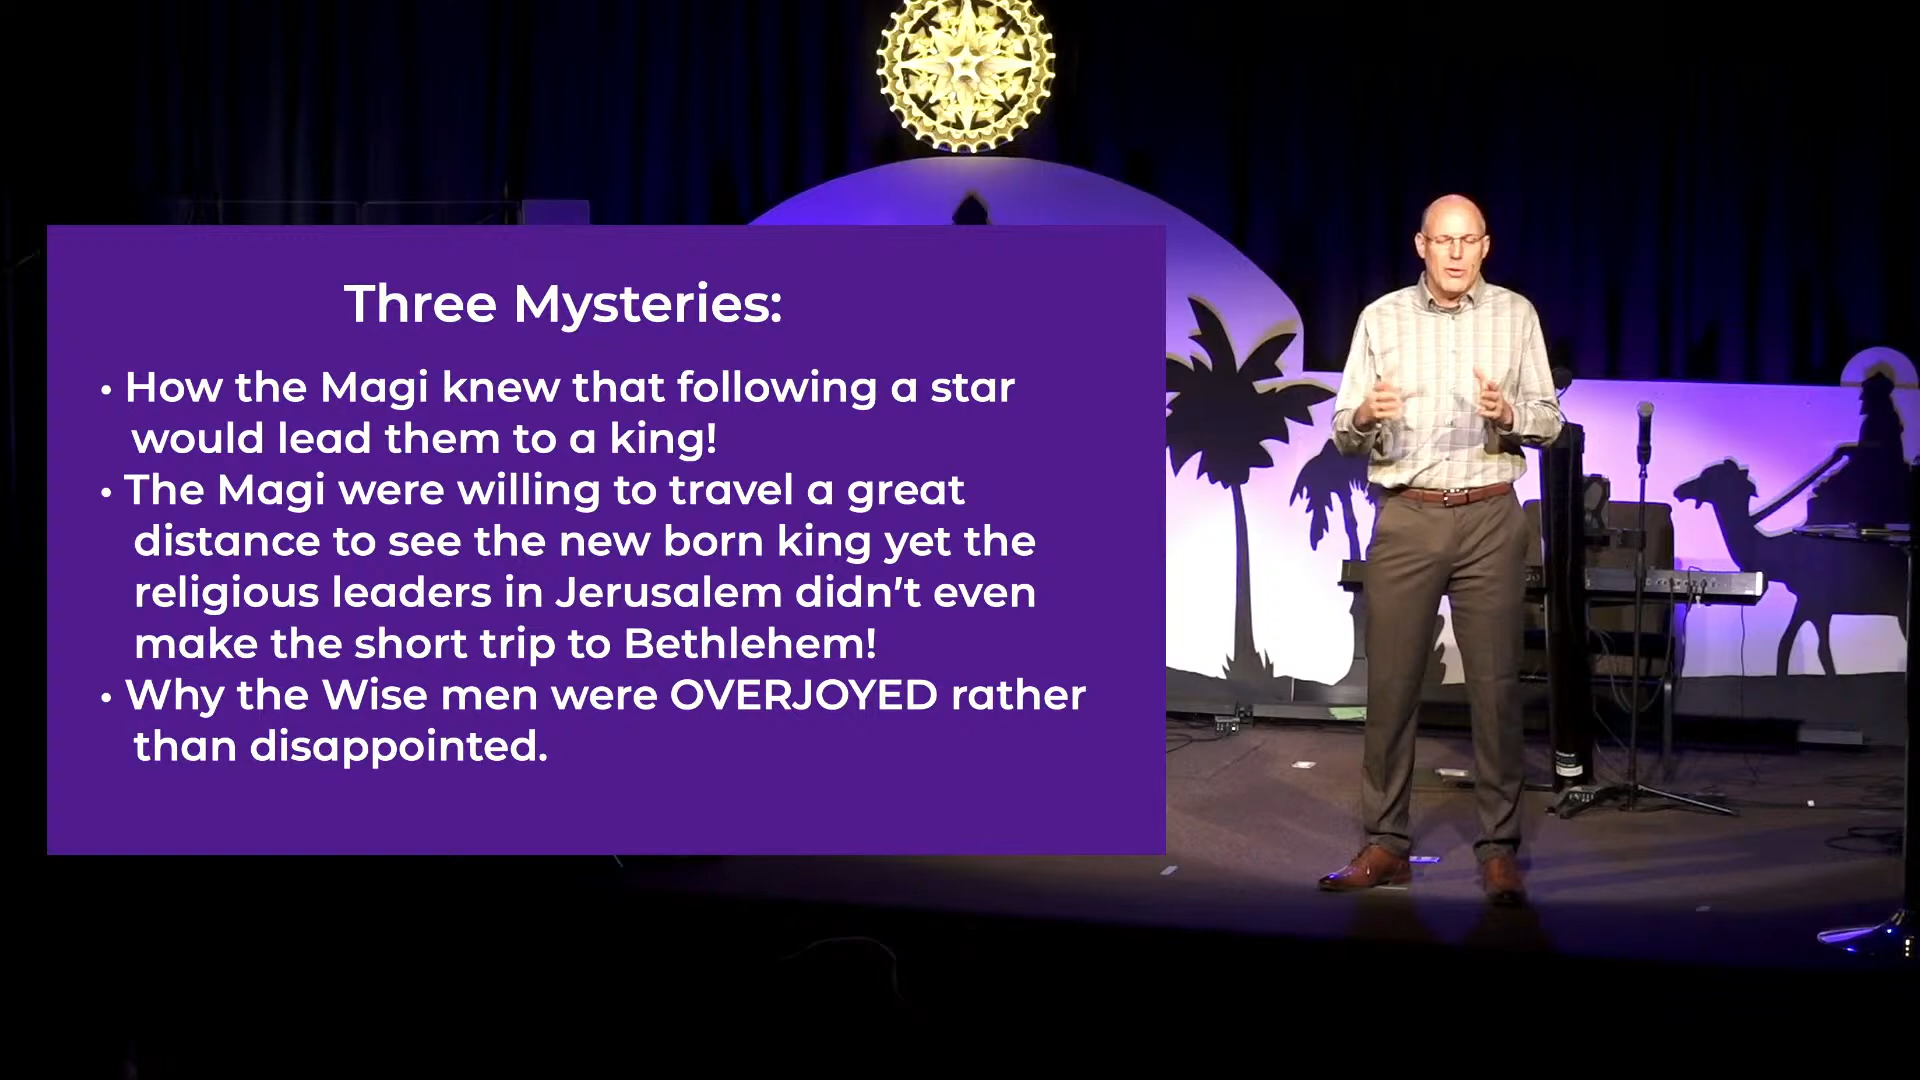 Three Mysteries:
• How the Magi knew that following a star
would lead them to a king!
• The Magi were willing to travel a great
distance to see the new born king yet the
religious leaders in Jerusalem didn't even
make the short trip to Bethlehem!
• Why the Wise men were OVERJOYED rather
than disappointed.